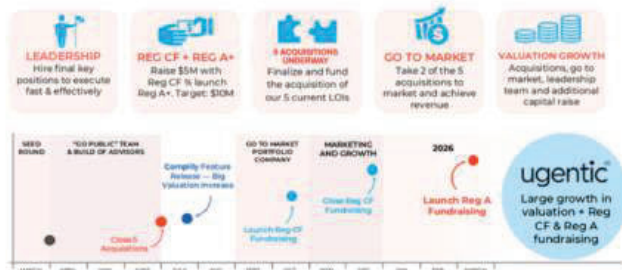 LEADERSHIP
Hire final key
positions to execute
fast & effectively
REG CF + REG A+
Raise $5M with
Reg CF % launch
Reg A+. Target: $10M
5 ACQUISITIONS
UNDERWAY
Finalize and fund
the acquisition of
our 5 current LOIs
GO TO MARKET
Take 2 of the 5
acquisitions to
market and achieve
revenue
VALUATION GROWTH
Acquisitions, go to
market, leadership
team and additional
capital raise
SEED
ROUND
"GO PUBLIC" TEAM
& BUILD OF ADVISORS
Compify Feature
Release — Big
Valuation Increase
GO TO MARKET
PORTFOLIO
COMPANY
MARKETING
AND GROWTH
2026
Close 5
Acquisitions
Launch Reg CF
Fundraising
Close Reg CF
Fundraising
Launch Reg A
Fundraising
ugentic
Large growth in
valuation + Reg
CF & Reg A
fundraising